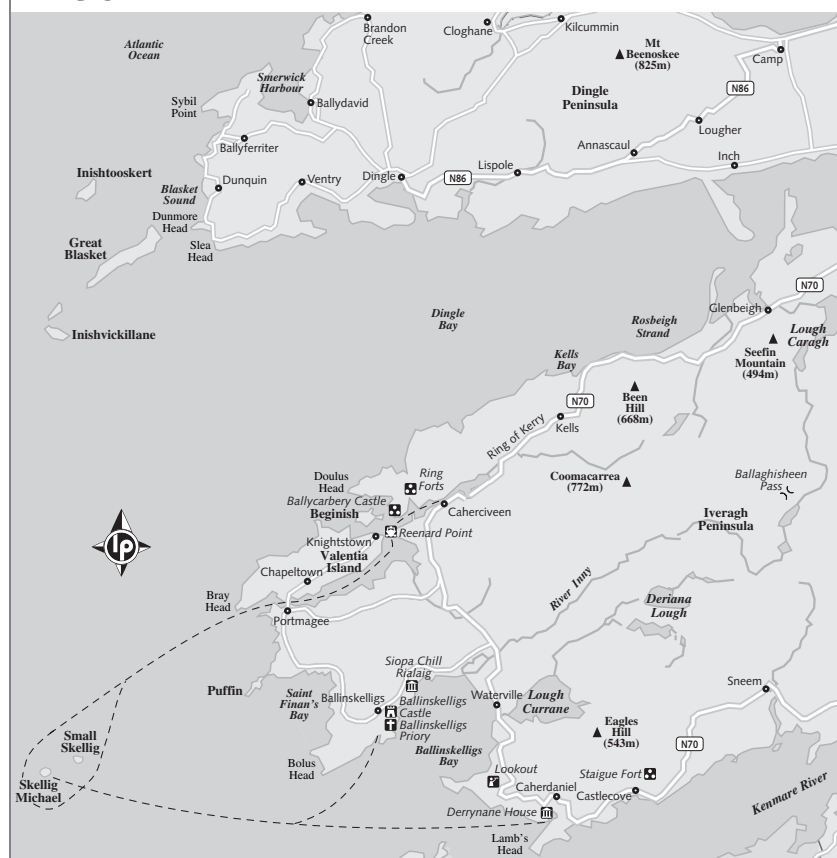 Brandon
Creek
Cloghane
Kilcummin
Atlantic
Ocean
Mt
Beenoskee
(825m)
Camp
Smerwick
Harbour
Dingle
Peninsula
N86
Sybil
Point
Ballydavid
Lougher
Ballyferriter
Annascaul
Inch
Inishtooskert
Lispole
Dunquin
Ventry
Dingle
N86
Blasket
Sound
Dunmore
Head
Great
Blasket
Slea
Head
N70
Glenbeigh
Dingle
Bay
Rosbeigh
Strand
Lough
Caragh
Inishvickillane
Seefin
Mountain
(494m)
Kells
Bay
Been
Hill
(668m)
N70
Kells
Ring of Kerry
Doulus
Head
Ring
Forts
Coomacarrea
(772m)
Ballaghisheen
Pass
Ballycarbery Castle
Beginish
Caherciveen
Iveragh
Peninsula
lp
Knightstown
Reenard Point
Valentia
Island
Chapeltown
River Inny
Bray
Head
Deriana
Lough
Portmagee
Siopa Chill
Rialaig
Sneem
Puffin
Saint
Finan's
Bay
Ballinskelligs
Ballinskelligs
Castle
Waterville
Lough
Currane
Ballinskelligs
Priory
Eagles
Hill
(543m)
N70
Small
Skellig
Bolus
Head
Ballinskelligs
Bay
Skellig
Michael
Lookout
Staigue Fort
Caherdaniel
Castlecove
Kenmare River
Derrynane House
Lamb's
Head